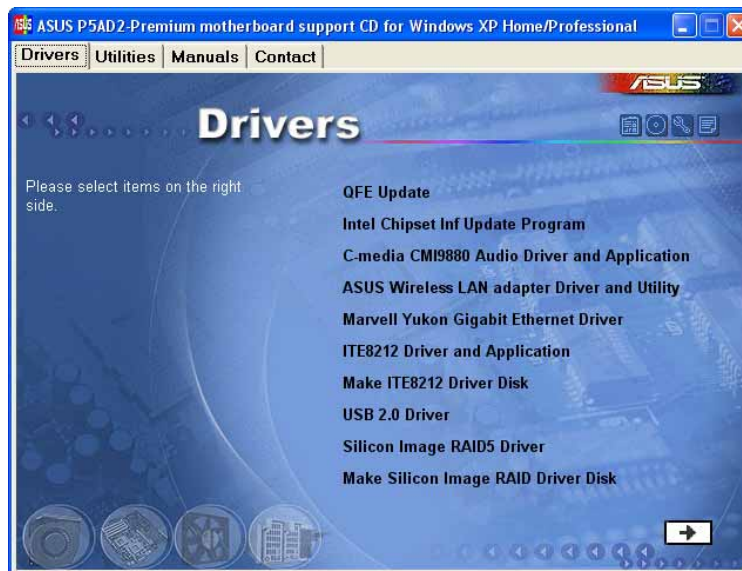 ASUS P5AD2-Premium motherboard support CD for Windows XP Home/Professional
Drivers Utilities Manuals Contact
ASUS
Drivers
Please select items on the right
side.
QFE Update
Intel Chipset Inf Update Program
C-media CMI9880 Audio Driver and Application
ASUS Wireless LAN adapter Driver and Utility
Marvell Yukon Gigabit Ethernet Driver
ITE8212 Driver and Application
Make ITE8212 Driver Disk
USB 2.0 Driver
Silicon Image RAID5 Driver
Make Silicon Image RAID Driver Disk